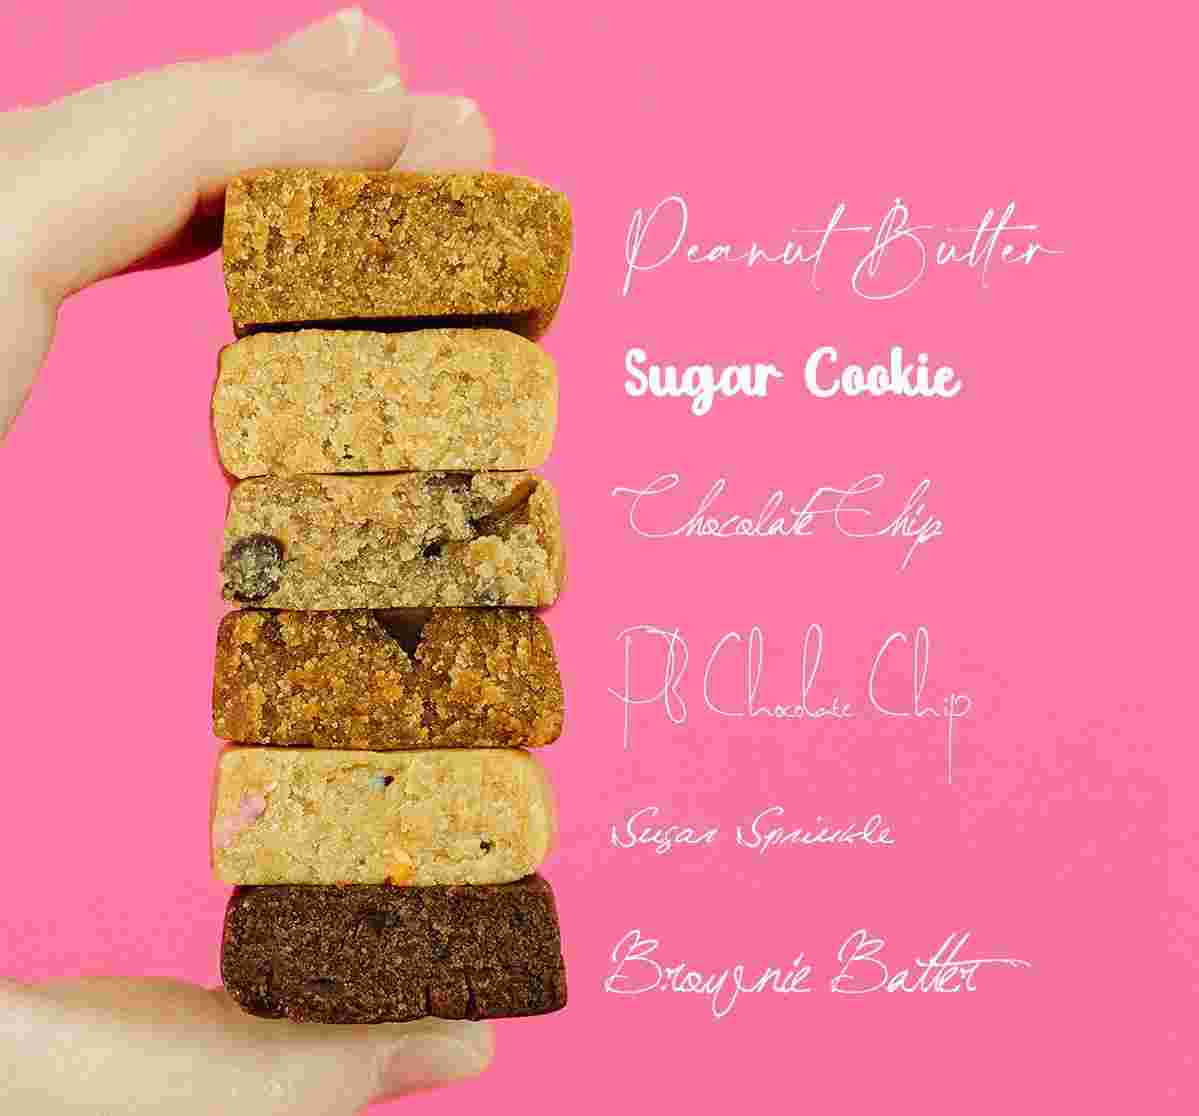 Peanut Butter
Sugar Cookie
Chocolate Chip
PB Chocolate Chip
Sugar Sprinkle
Brownie Batter